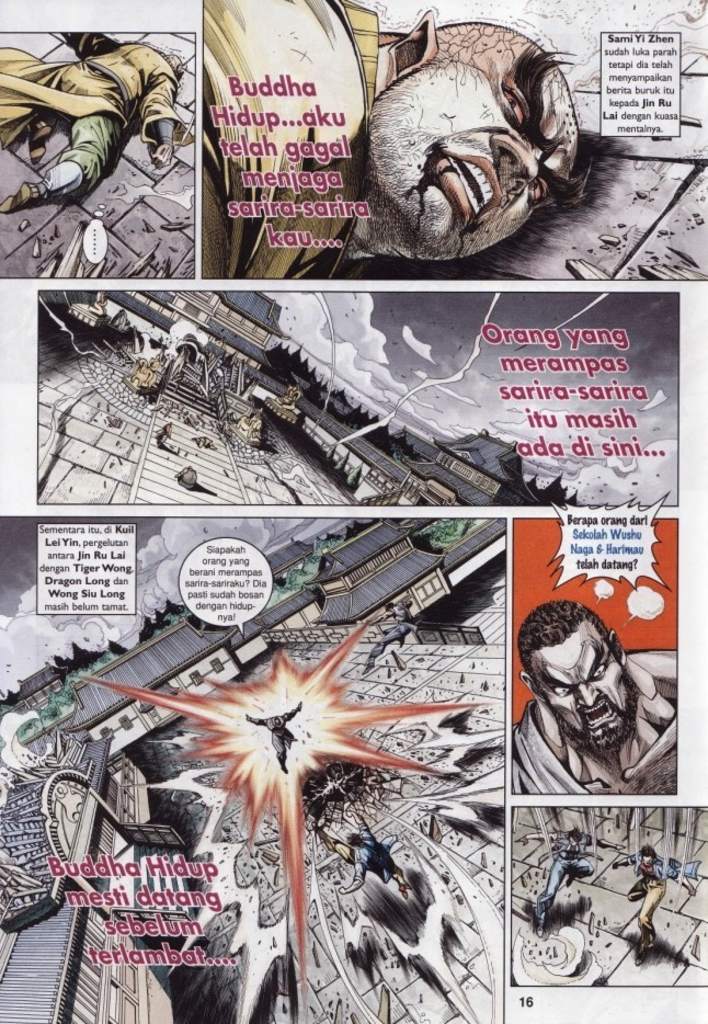 Buddha
Hidup...aku
telah gagal
menjaga
sarira-sarira
kau....
Sami Yi Zhen
sudah luka parah
tetapi dia telah
menyampaikan
berita buruk itu
kepada Jin Ru
Lai dengan kuasa
mentalnya.
......
Orang yang
merampas
sarira-sarira
itu masih
ada di sini...
Sementara itu, di Kuil
Lei Yin, pergelutan
antara Jin Ru Lai
dengan Tiger Wong,
Dragon Long dan
Wong Siu Long
masih belum tamat.
Siapakah
orang yang
berani merampas
sarira-sariraku? Dia
pasti sudah bosan
dengan hidup-
nya!
Buddha Hidup
mesti datang
sebelum
terlambat....
Berapa orang dari
Sekolah Wushu
Naga & Harimau
telah datang?
16